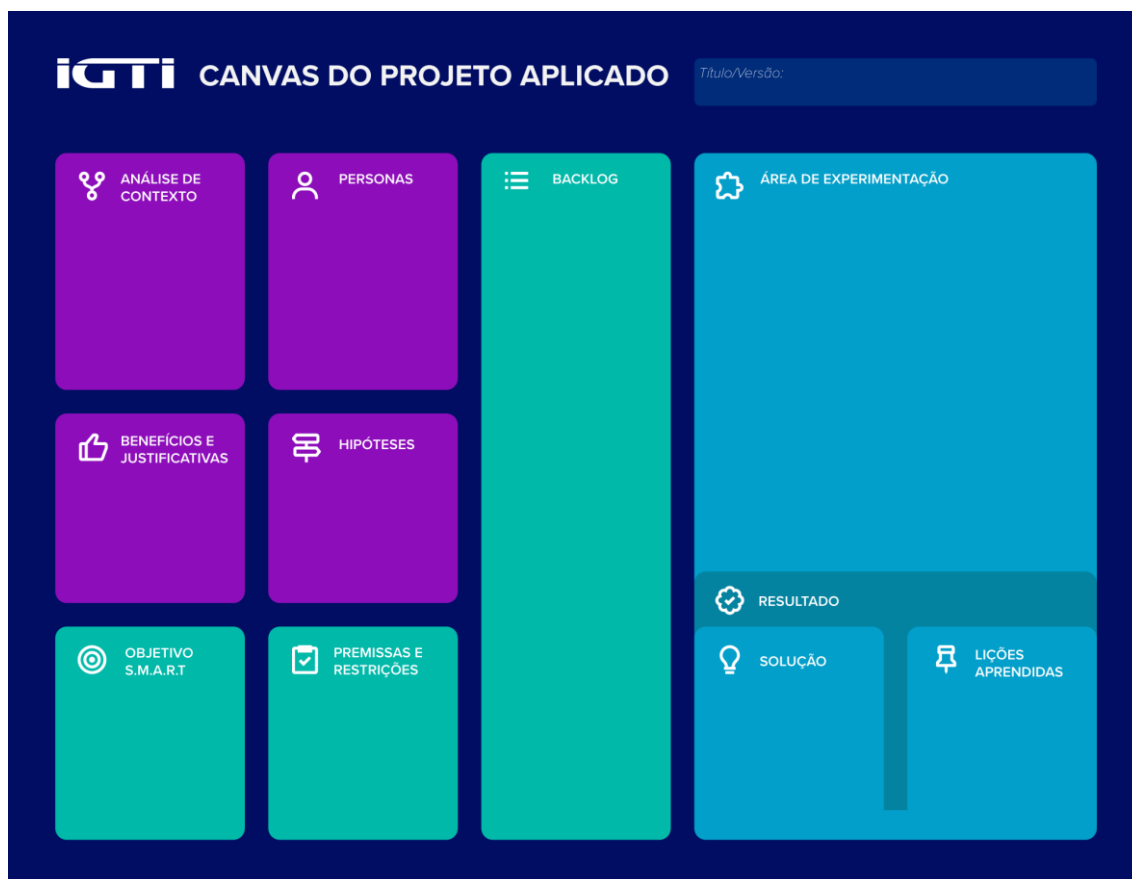 iGTi CANVAS DO PROJETO APLICADO
Título/Versão:
ANÁLISE DE
CONTEXTO
PERSONAS
BACKLOG
ÁREA DE EXPERIMENTAÇÃO
BENEFÍCIOS E
JUSTIFICATIVAS
HIPÓTESES
RESULTADO
OBJETIVO
S.M.A.R.T
PREMISSAS E
RESTRIÇÕES
SOLUÇÃO
LIÇÕES
APRENDIDAS